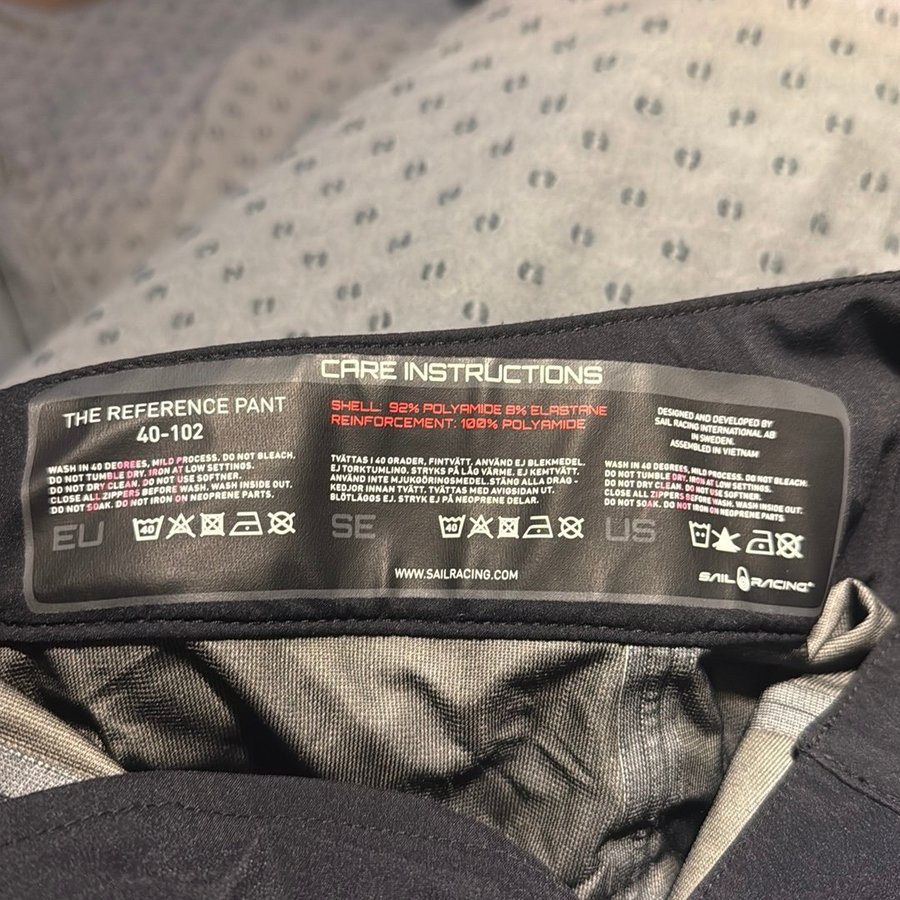 CARE INSTRUCTIONS
THE REFERENCE PANT
40-102
WASH IN 40 DEGREES, MILD PROCESS. DO NOT BLEACH.
DO NOT TUMBLE DRY. IRON AT LOW SETTINGS.
DO NOT DRY CLEAN. DO NOT USE SOFTNER.
CLOSE ALL ZIPPERS BEFORE WASH. WASH INSIDE OUT.
DO NOT SOAK. DO NOT IRON ON NEOPRENE PARTS.
EU
40
SHELL: 92% POLYAMIDE 8% ELASTANE
REINFORCEMENT: 100% POLYAMIDE
TVÄTTAS I 40 GRADER, FINTVÄTT. ANVÄND EJ BLEKMEDEL.
EJ TORKTUMLING. STRYKS PÅ LÅG VÄRME. EJ KEMTVÄTT.
ANVÄND INTE MJUKGÖRINGSMEDEL. STÄNG ALLA DRAG-
KEDJOR INNAN TVÄTT. TVÄTTAS MED AVIGSIDAN UT.
BLÖTLÄGGS EJ. STRYK EJ PÅ NEOPRENE DELAR.
SE
40
DESIGNED AND DEVELOPED BY
SAIL RACING INTERNATIONAL AB
IN SWEDEN.
ASSEMBLED IN VIETNAM
WASH IN 40 DEGREES, MILD PROCESS. DO NOT BLEACH.
DO NOT TUMBLE DRY. IRON AT LOW SETTINGS.
DO NOT DRY CLEAN. DO NOT USE SOFTNER.
CLOSE ALL ZIPPERS BEFORE WASH. WASH INSIDE OUT.
DO NOT SOAK. DO NOT IRON ON NEOPRENE PARTS.
US
WWW.SAILRACING.COM
SAIL RACING